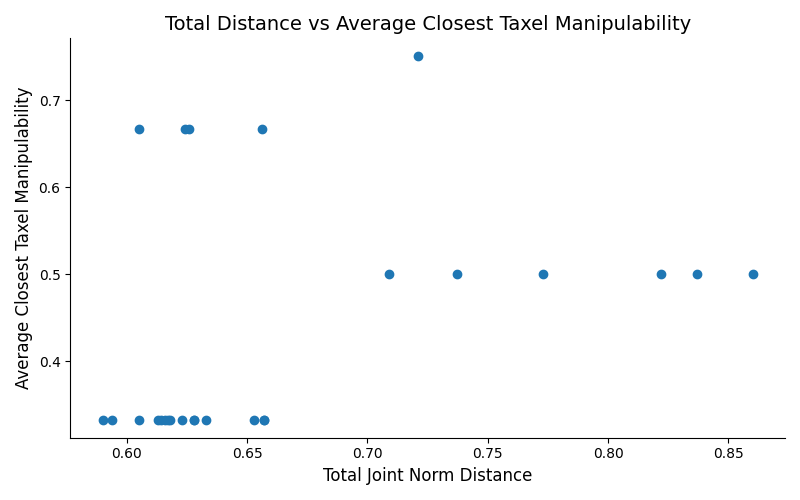 Total Distance vs Average Closest Taxel Manipulability
Average Closest Taxel Manipulability
0.7
0.6
0.5
0.4
0.60 0.65 0.70 0.75 0.80 0.85
Total Joint Norm Distance